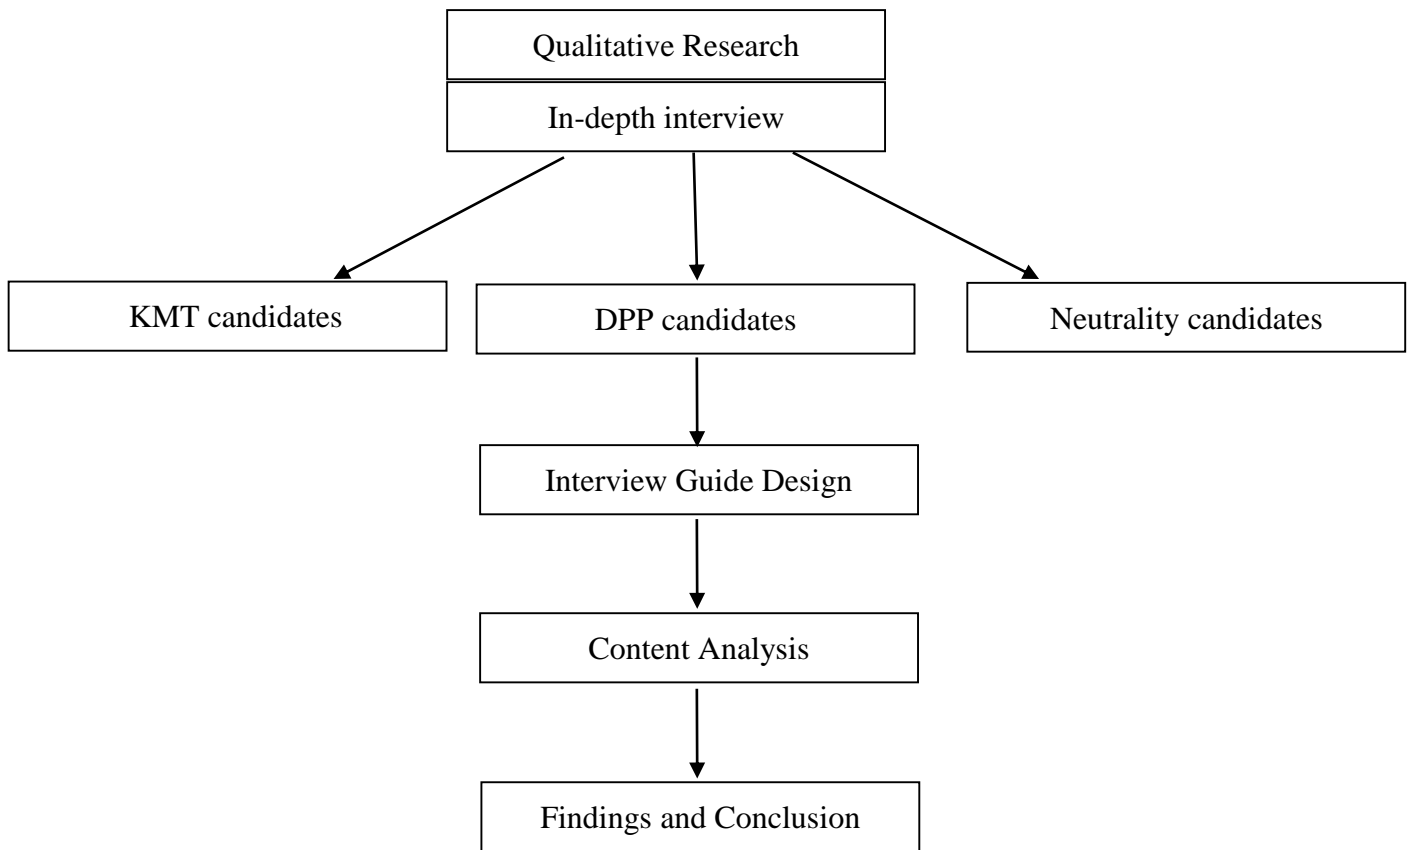 Qualitative Research
In-depth interview
KMT candidates
DPP candidates
Neutrality candidates
Interview Guide Design
Content Analysis
Findings and Conclusion